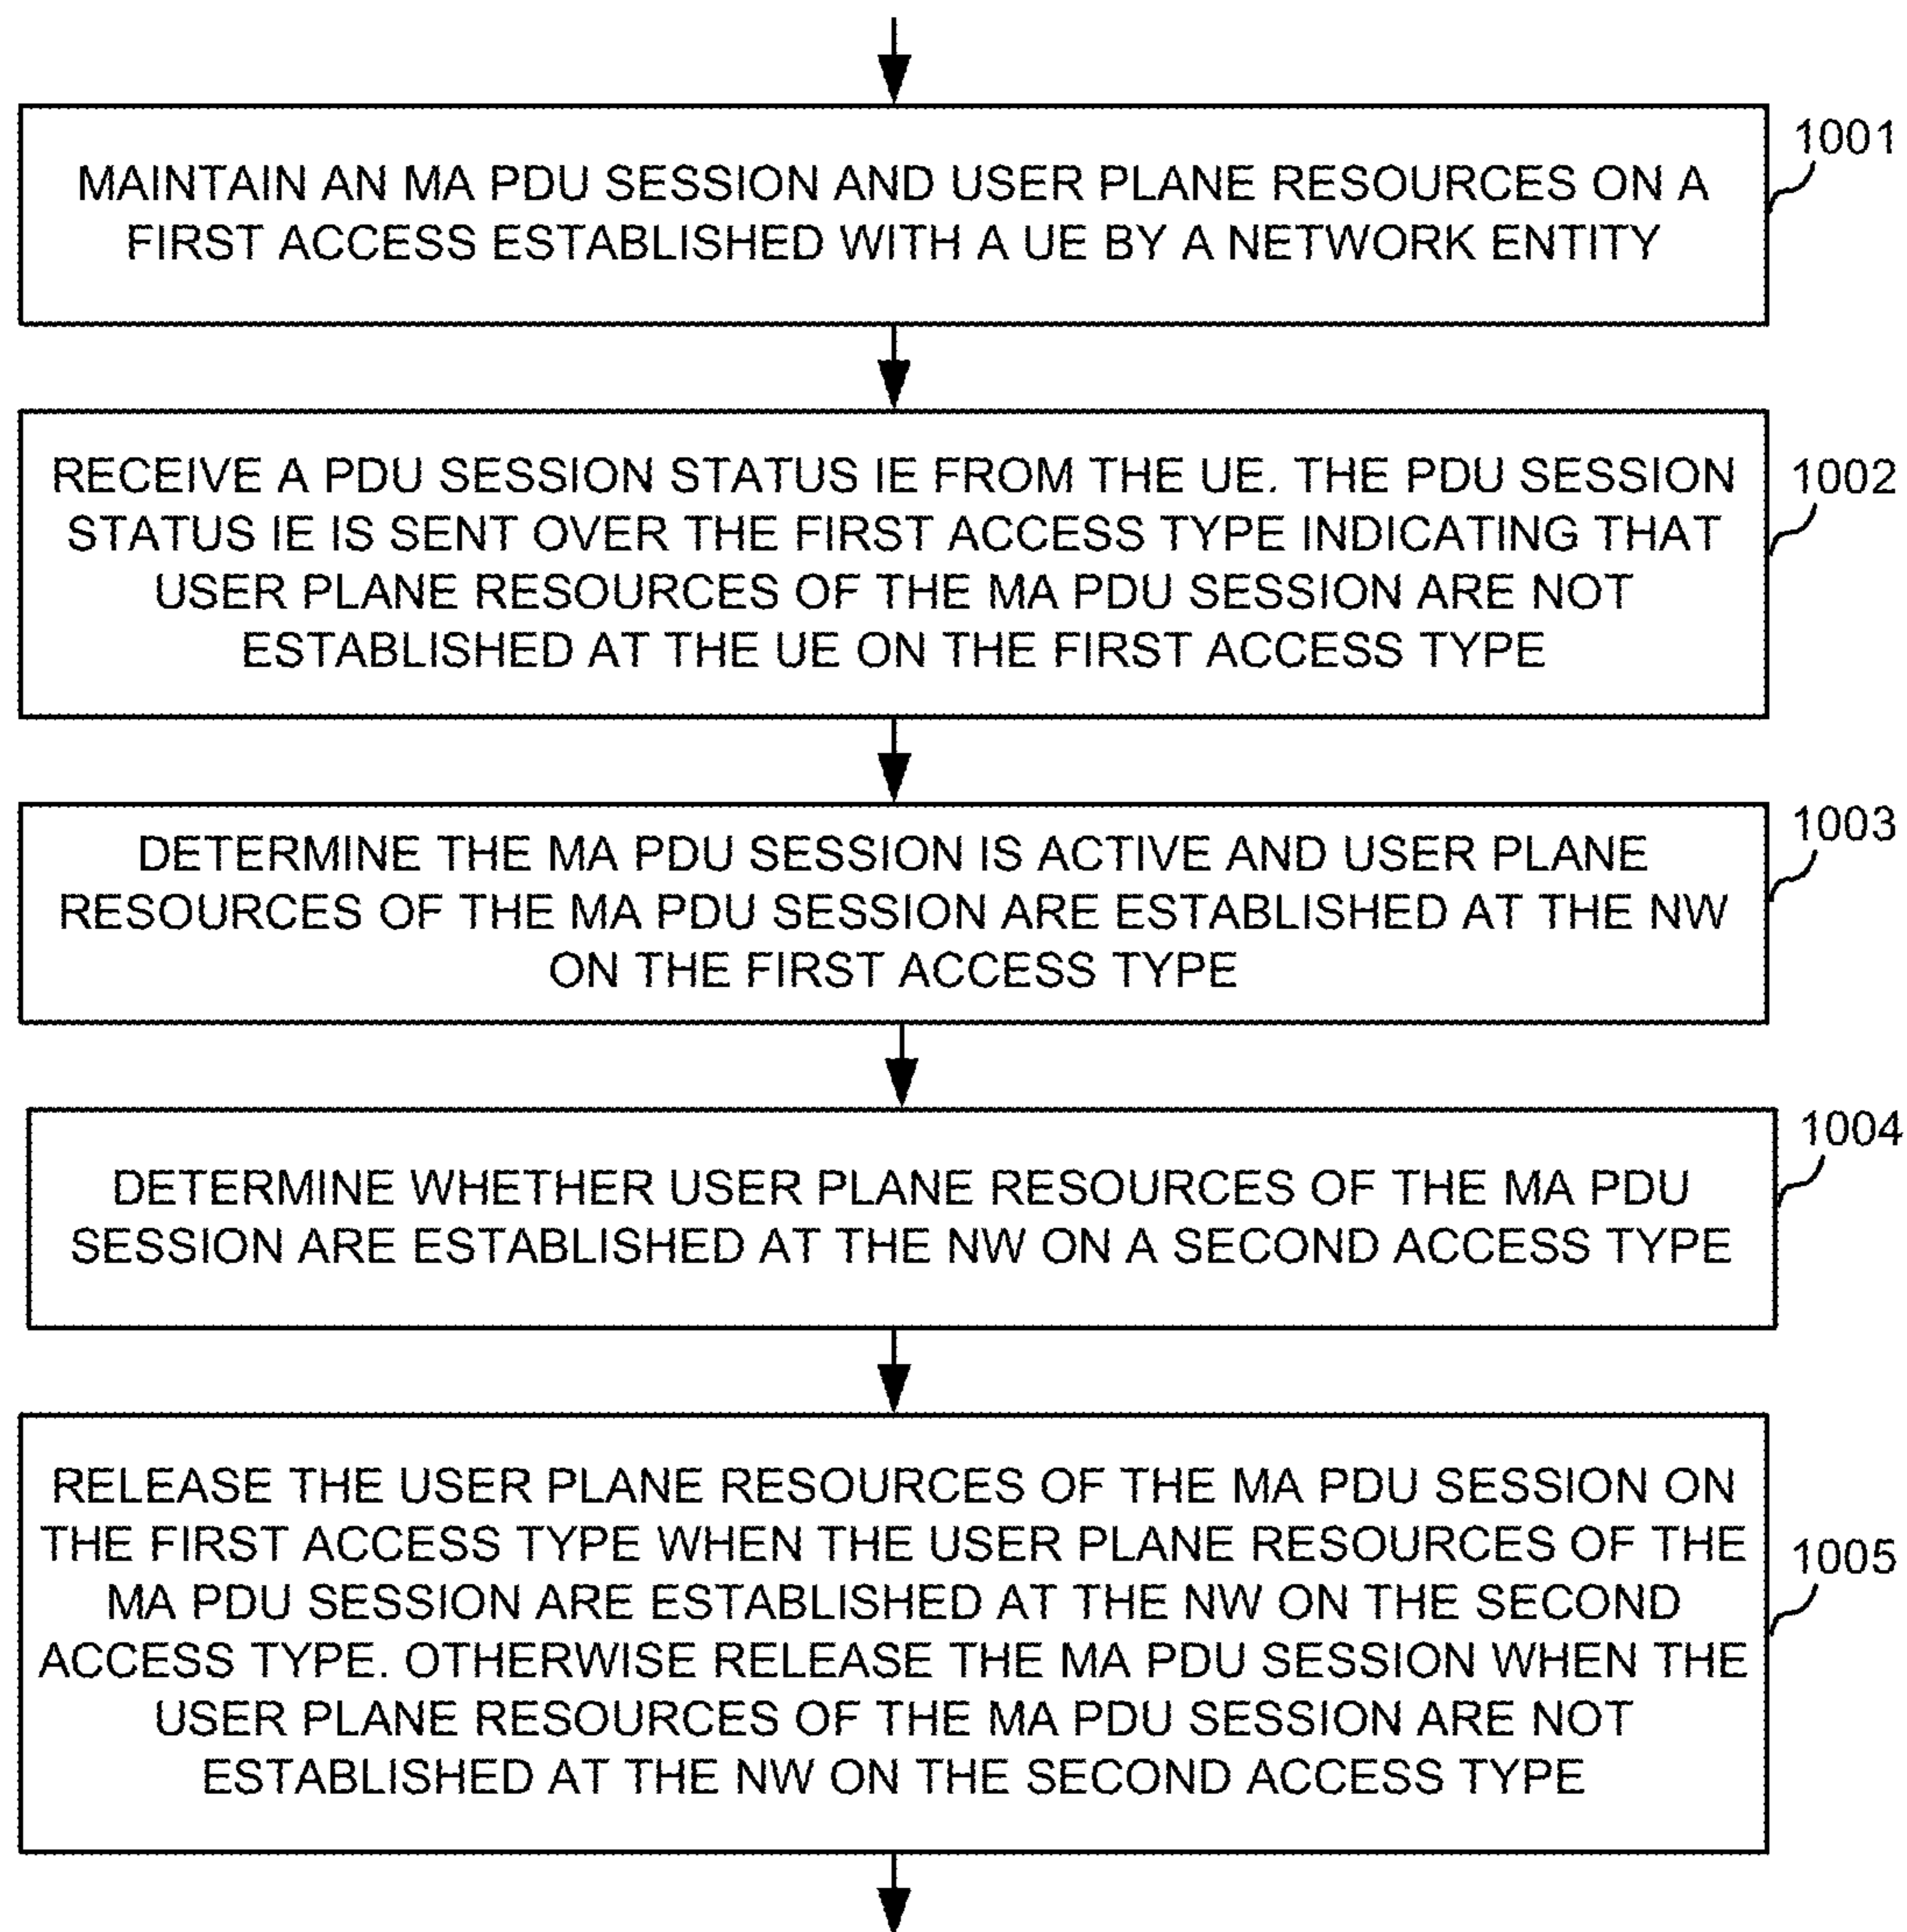 MAINTAIN AN MA PDU SESSION AND USER PLANE RESOURCES ON A
FIRST ACCESS ESTABLISHED WITH A UE BY A NETWORK ENTITY
1001
RECEIVE A PDU SESSION STATUS IE FROM THE UE. THE PDU SESSION
STATUS IE IS SENT OVER THE FIRST ACCESS TYPE INDICATING THAT
USER PLANE RESOURCES OF THE MA PDU SESSION ARE NOT
ESTABLISHED AT THE UE ON THE FIRST ACCESS TYPE
1002
DETERMINE THE MA PDU SESSION IS ACTIVE AND USER PLANE
RESOURCES OF THE MA PDU SESSION ARE ESTABLISHED AT THE NW
ON THE FIRST ACCESS TYPE
1003
DETERMINE WHETHER USER PLANE RESOURCES OF THE MA PDU
SESSION ARE ESTABLISHED AT THE NW ON A SECOND ACCESS TYPE
1004
RELEASE THE USER PLANE RESOURCES OF THE MA PDU SESSION ON
THE FIRST ACCESS TYPE WHEN THE USER PLANE RESOURCES OF THE
MA PDU SESSION ARE ESTABLISHED AT THE NW ON THE SECOND
ACCESS TYPE. OTHERWISE RELEASE THE MA PDU SESSION WHEN THE
USER PLANE RESOURCES OF THE MA PDU SESSION ARE NOT
ESTABLISHED AT THE NW ON THE SECOND ACCESS TYPE
1005